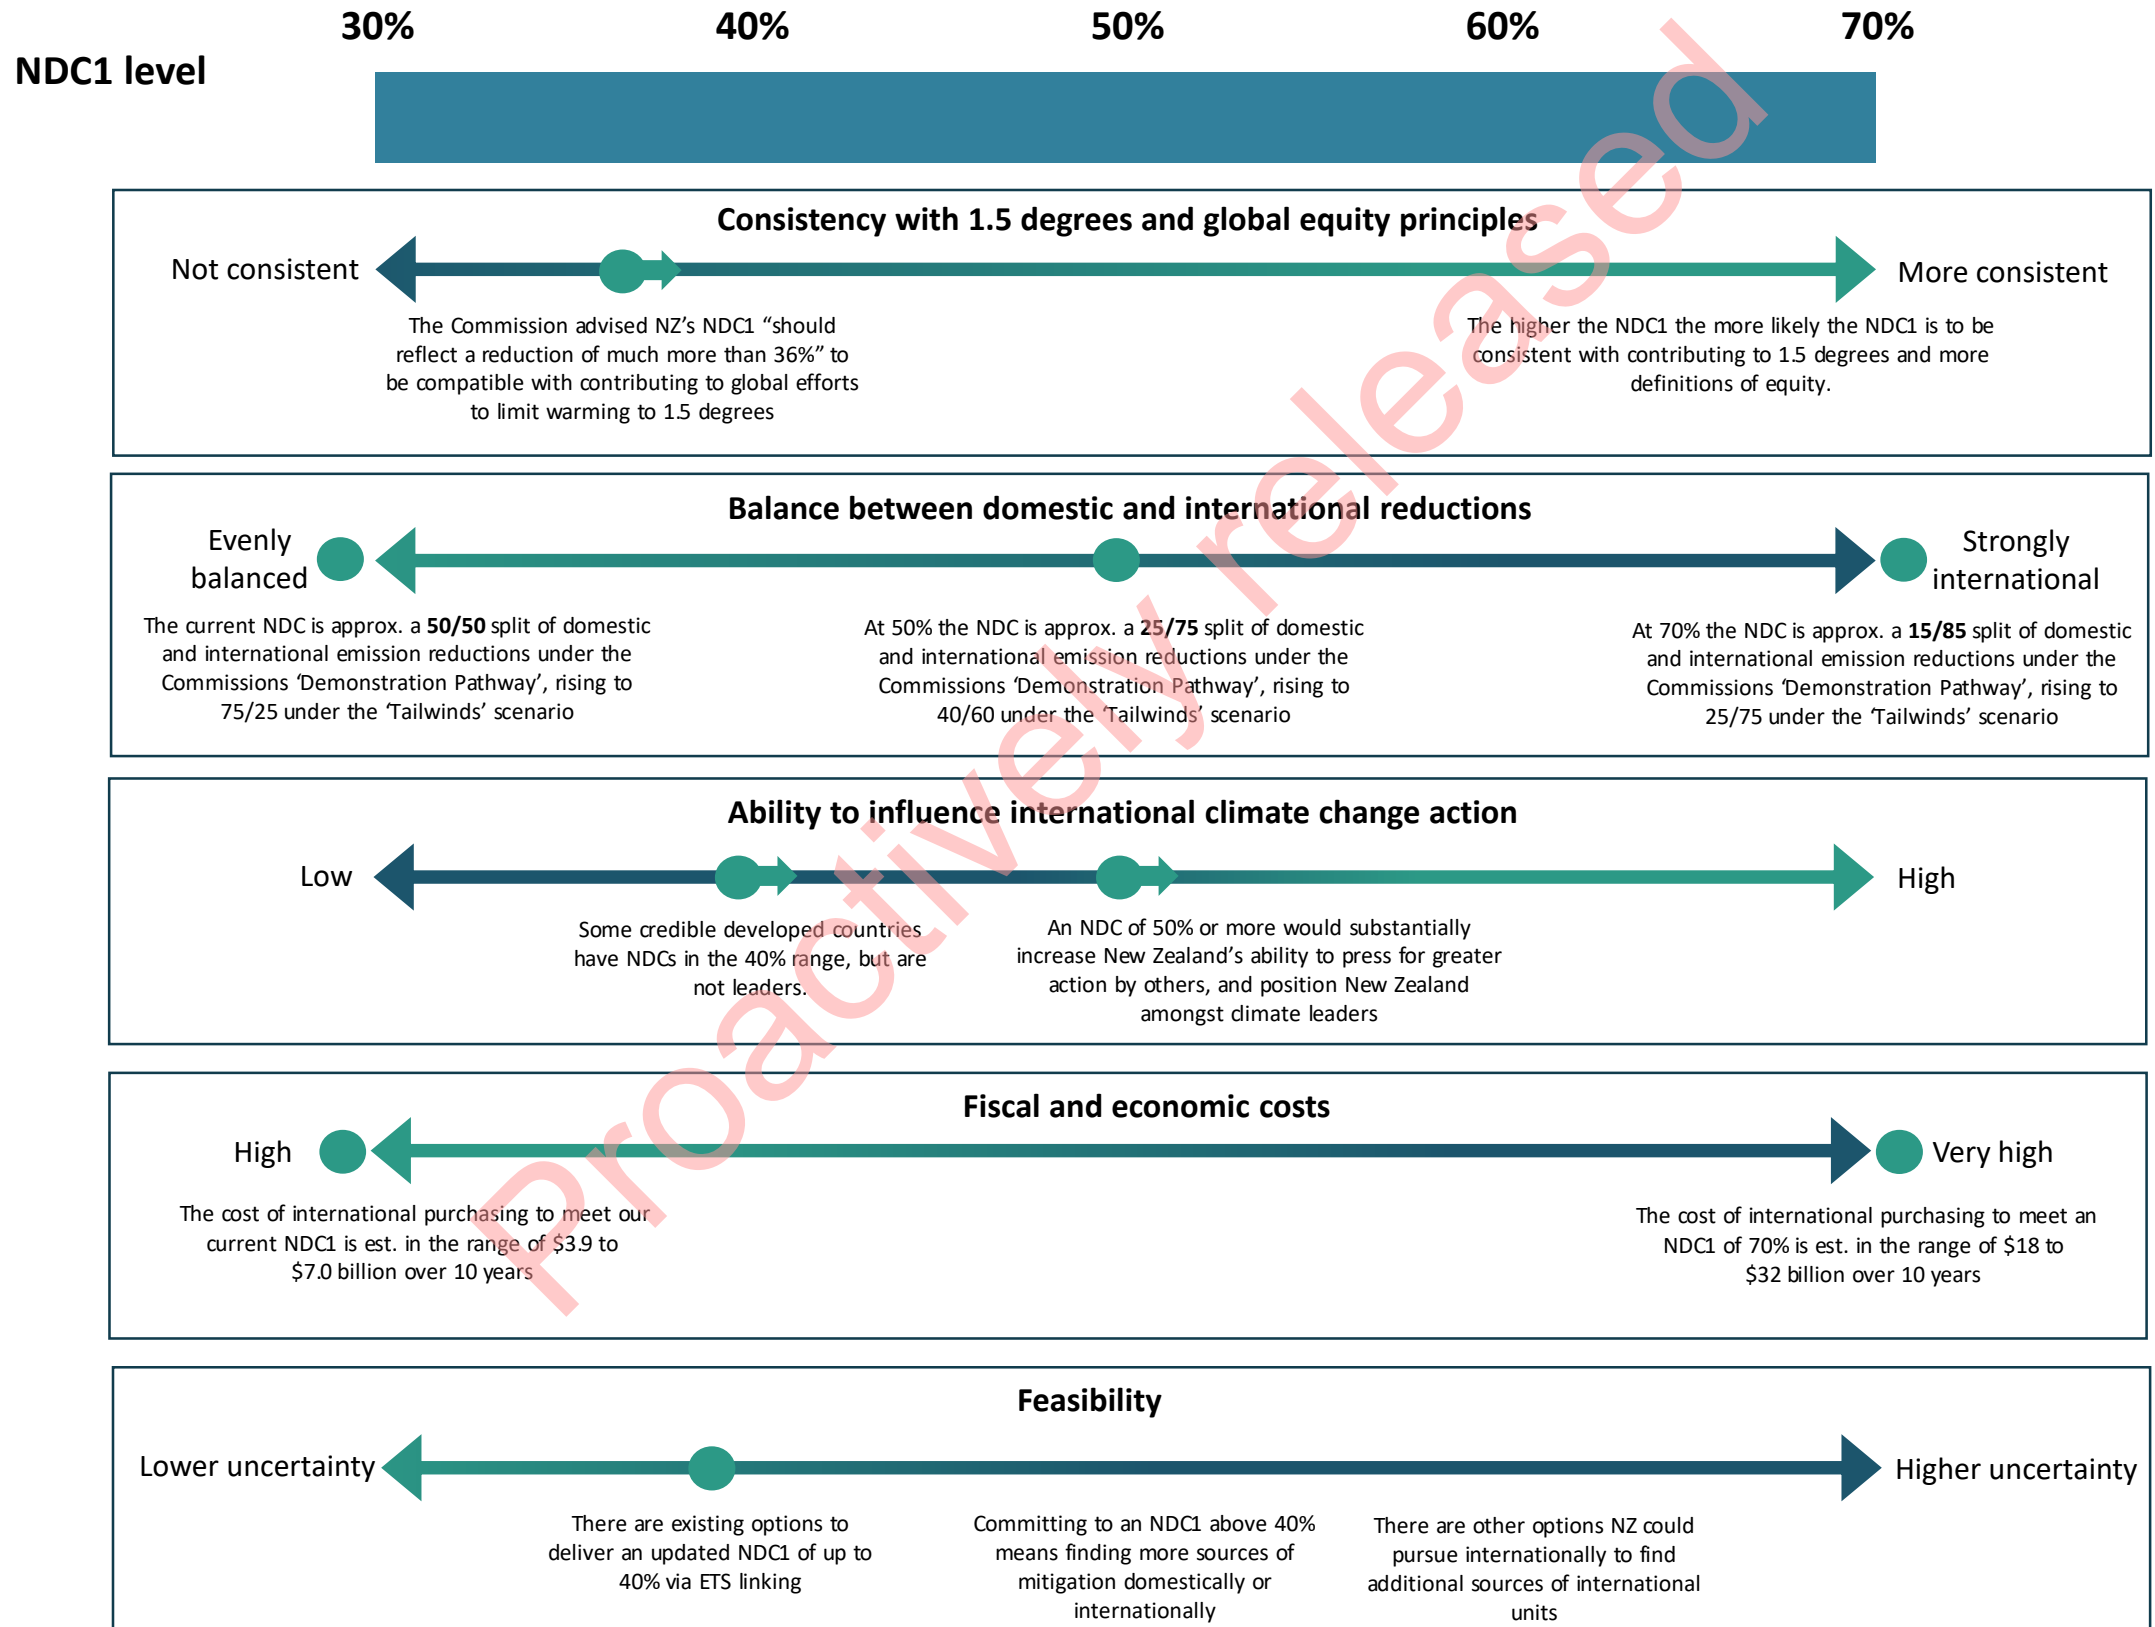 30%
40%
50%
60%
70%
NDC1 level
Consistency with 1.5 degrees and global equity principles
Not consistent
More consistent
The Commission advised NZ's NDC1 “should
reflect a reduction of much more than 36%” to
be compatible with contributing to global efforts
to limit warming to 1.5 degrees
The higher the NDC1 the more likely the NDC1 is to be
consistent with contributing to 1.5 degrees and more
definitions of equity.
Balance between domestic and international reductions
Evenly
balanced
Strongly
international
The current NDC is approx. a 50/50 split of domestic
and international emission reductions under the
Commissions ‘Demonstration Pathway’, rising to
75/25 under the ‘Tailwinds’ scenario
At 50% the NDC is approx. a 25/75 split of domestic
and international emission reductions under the
Commissions ‘Demonstration Pathway’, rising to
40/60 under the ‘Tailwinds’ scenario
At 70% the NDC is approx. a 15/85 split of domestic
and international emission reductions under the
Commissions ‘Demonstration Pathway’, rising to
25/75 under the ‘Tailwinds’ scenario
Ability to influence international climate change action
Low
High
Some credible developed countries
have NDCs in the 40% range, but are
not leaders.
An NDC of 50% or more would substantially
increase New Zealand’s ability to press for greater
action by others, and position New Zealand
amongst climate leaders
Fiscal and economic costs
High
Very high
The cost of international purchasing to meet our
current NDC1 is est. in the range of $3.9 to
$7.0 billion over 10 years
The cost of international purchasing to meet an
NDC1 of 70% is est. in the range of $18 to
$32 billion over 10 years
Feasibility
Lower uncertainty
Higher uncertainty
There are existing options to
deliver an updated NDC1 of up to
40% via ETS linking
Committing to an NDC1 above 40%
means finding more sources of
mitigation domestically or
internationally
There are other options NZ could
pursue internationally to find
additional sources of international
units
Proactively released